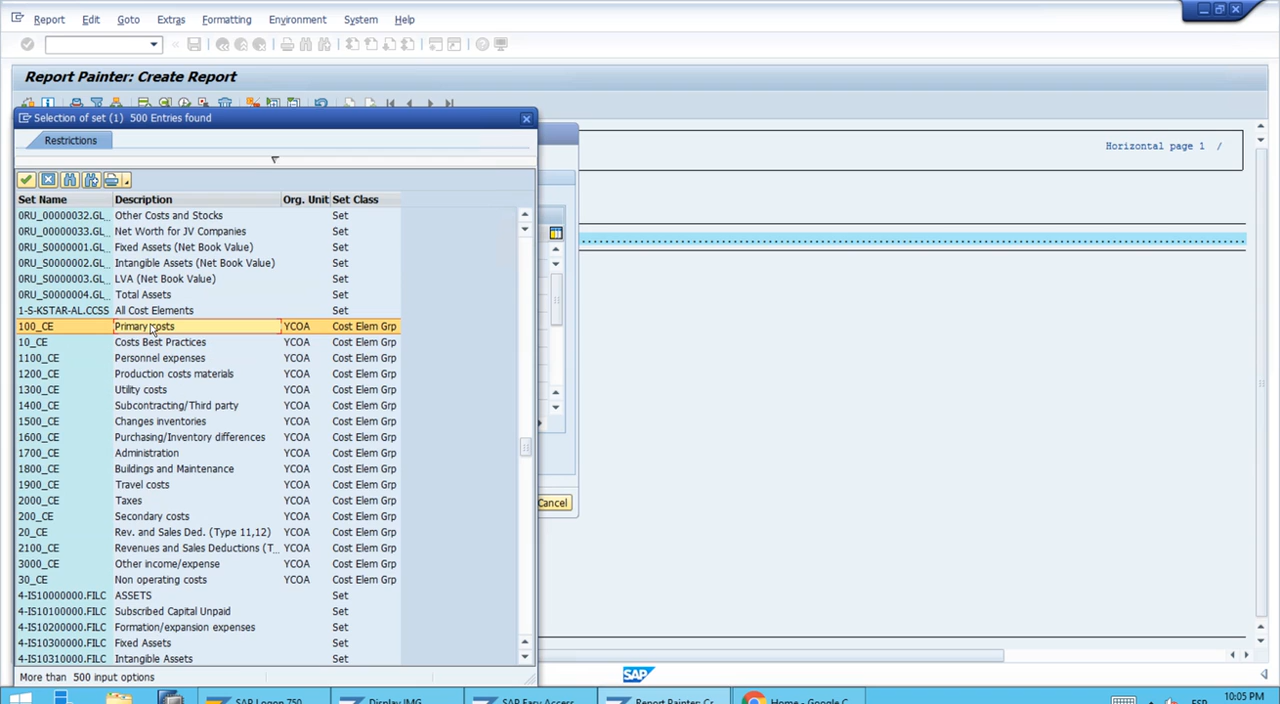 Report Edit Goto Extras Formatting Environment System Help
Report Painter: Create Report
Selection of set (1) 500 Entries found
Restrictions
Horizontal page 1 /
Set Name Description Org. Unit Set Class
0RU_00000032.GL_ Other Costs and Stocks Set
0RU_00000033.GL_ Net Worth for JV Companies Set
0RU_S0000001.GL_ Fixed Assets (Net Book Value) Set
0RU_S0000002.GL_ Intangible Assets (Net Book Value) Set
0RU_S0000003.GL_ LVA (Net Book Value) Set
0RU_S0000004.GL_ Total Assets Set
1-S-KSTAR-AL.CCSS All Cost Elements Set
100_CE Primary costs YCOA Cost Elem Grp
10_CE Costs Best Practices YCOA Cost Elem Grp
1100_CE Personnel expenses YCOA Cost Elem Grp
1200_CE Production costs materials YCOA Cost Elem Grp
1300_CE Utility costs YCOA Cost Elem Grp
1400_CE Subcontracting/Third party YCOA Cost Elem Grp
1500_CE Changes inventories YCOA Cost Elem Grp
1600_CE Purchasing/Inventory differences YCOA Cost Elem Grp
1700_CE Administration YCOA Cost Elem Grp
1800_CE Buildings and Maintenance YCOA Cost Elem Grp
1900_CE Travel costs YCOA Cost Elem Grp
2000_CE Taxes YCOA Cost Elem Grp
200_CE Secondary costs YCOA Cost Elem Grp
Cancel
20_CE Rev. and Sales Ded. (Type 11,12) YCOA Cost Elem Grp
2100_CE Revenues and Sales Deductions (T... YCOA Cost Elem Grp
3000_CE Other income/expense YCOA Cost Elem Grp
30_CE Non operating costs YCOA Cost Elem Grp
4-IS10000000.FILC ASSETS Set
4-IS10100000.FILC Subscribed Capital Unpaid Set
4-IS10200000.FILC Formation/expansion expenses Set
4-IS10300000.FILC Fixed Assets Set
4-IS10310000.FILC Intangible Assets Set
More than 500 input options
SAP
SAP Logon 750 Display IMG SAP Easy Access Report Painter: Cr... Home - Google C... ESP 10:05 PM